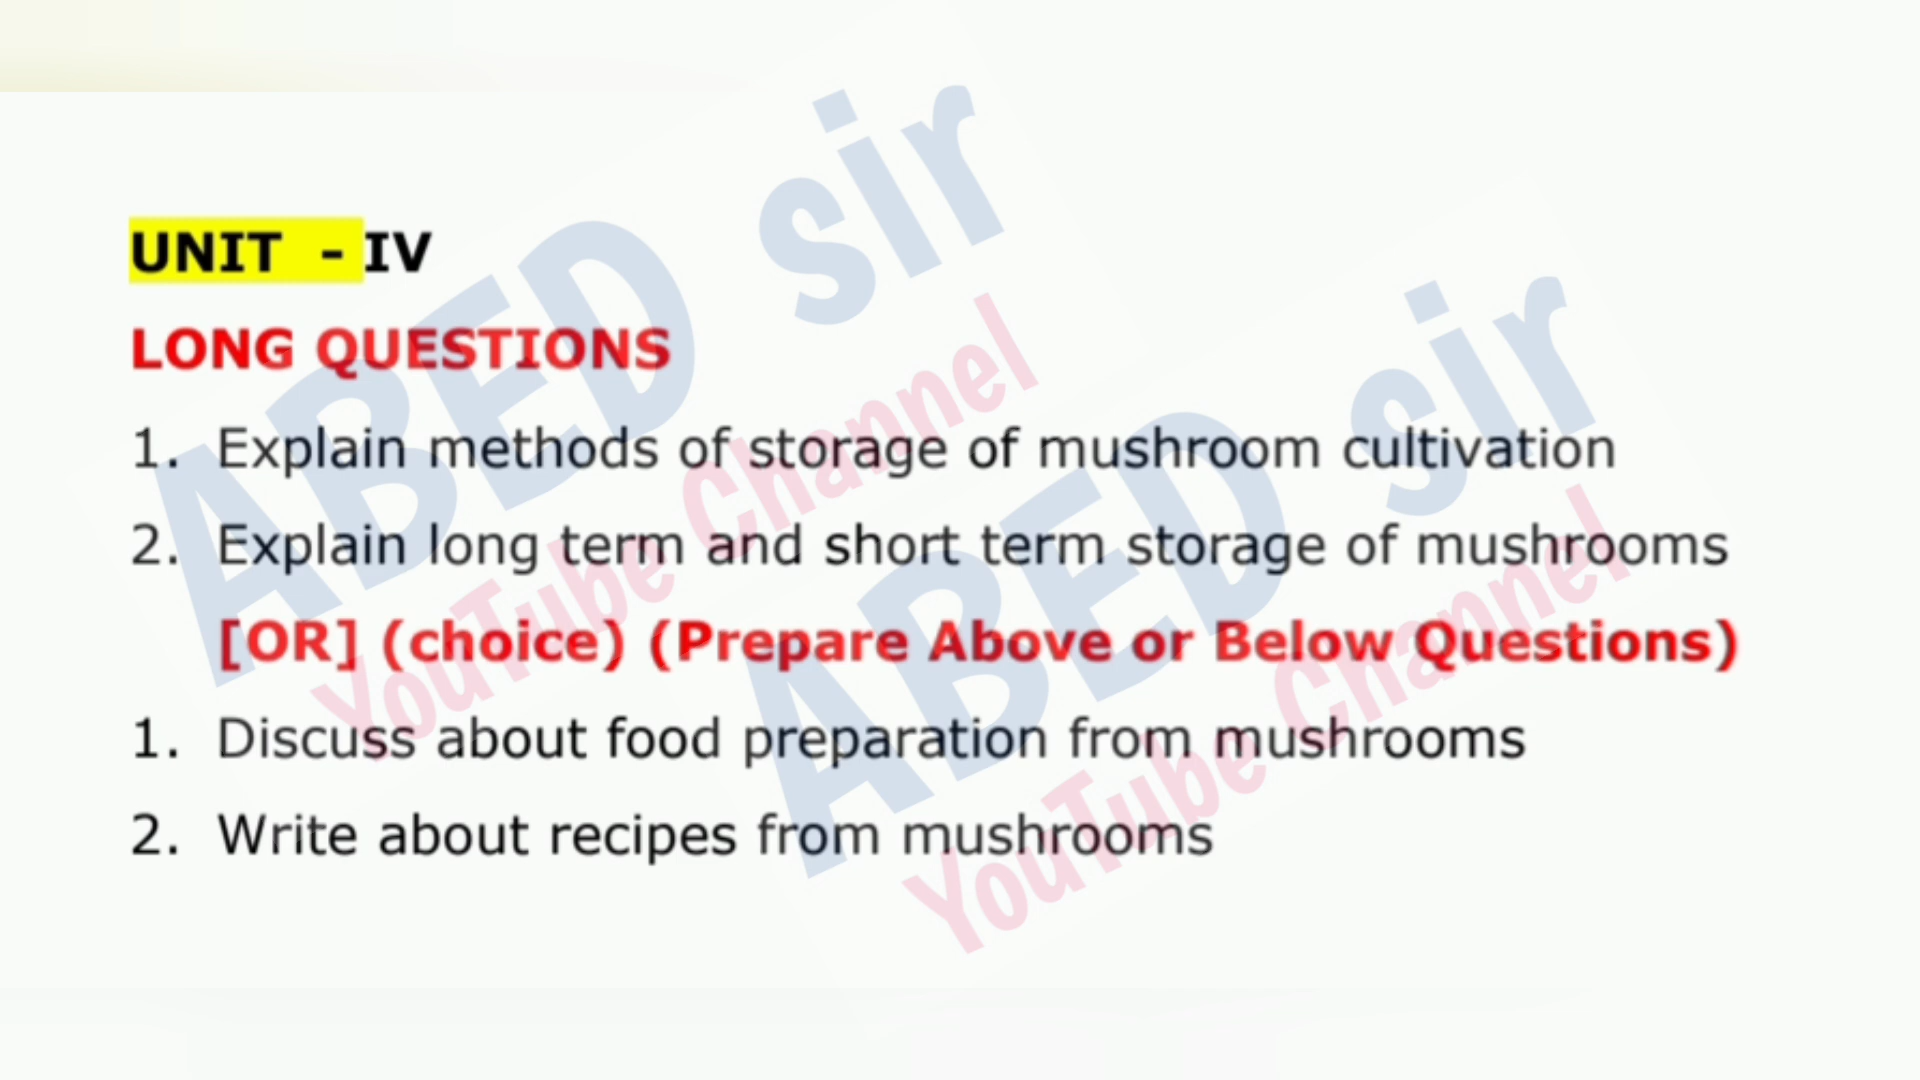 UNIT - IV
LONG QUESTIONS
1. Explain methods of storage of mushroom cultivation
2. Explain long term and short term storage of mushrooms
[OR] (choice) (Prepare Above or Below Questions)
1. Discuss about food preparation from mushrooms
2. Write about recipes from mushrooms
ABED sir
YouTube Channel
ABED sir
YouTube Channel